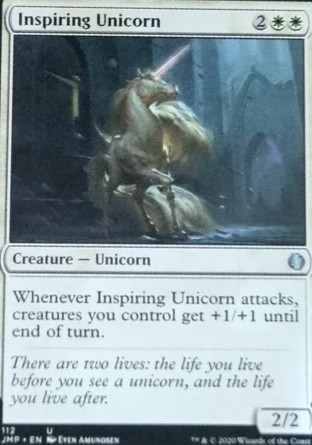 Inspiring Unicorn 2
Creature — Unicorn
Whenever Inspiring Unicorn attacks,
creatures you control get +1/+1 until
end of turn.
There are two lives: the life you live
before you see a unicorn, and the life
you live after.
2/2
112 U
JMP • EN EVEN AMUNDSEN ™ & © 2020 Wizards of the Coast